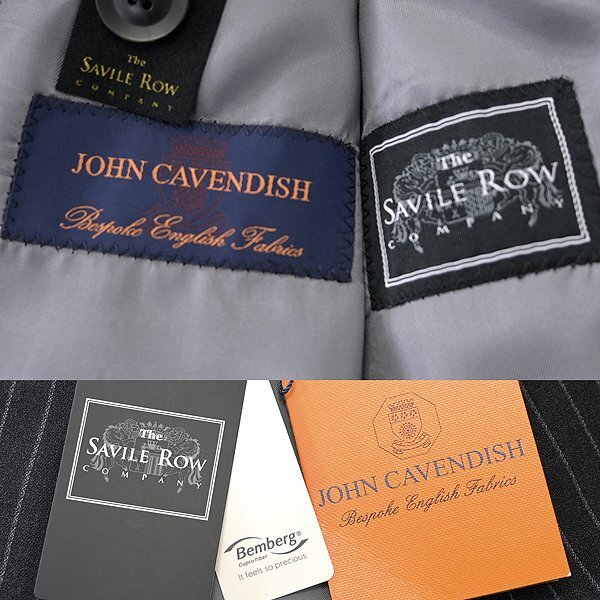 The
SAVILE ROW
COMPANY
JOHN CAVENDISH
Bespoke English Fabrics
The
SAVILE ROW
COMPANY
The
SAVILE ROW
COMPANY
Bemberg®
Cupro Fiber
It feels so precious
JOHN CAVENDISH
Bespoke English Fabrics